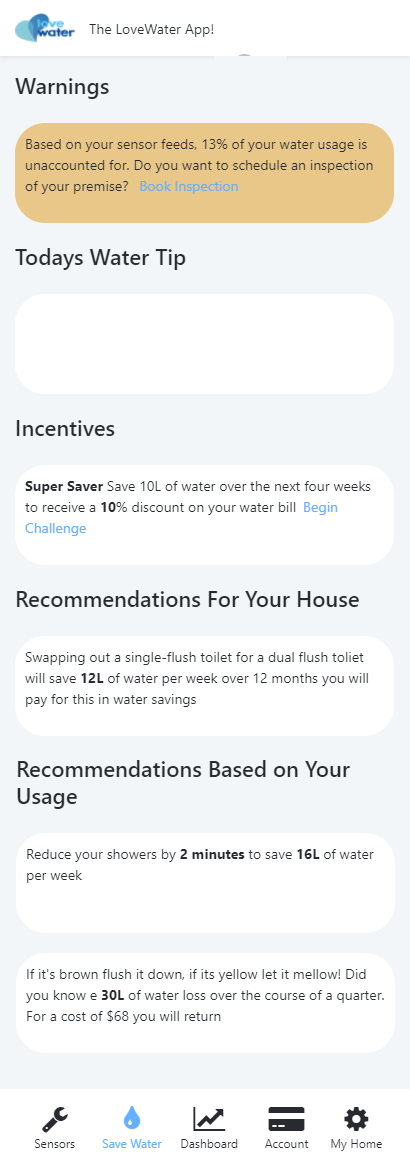 love
water
The LoveWater App!
Warnings
Based on your sensor feeds, 13% of your water usage is
unaccounted for. Do you want to schedule an inspection
of your premise? Book Inspection
Todays Water Tip
Incentives
Super Saver Save 10L of water over the next four weeks
to receive a 10% discount on your water bill Begin
Challenge
Recommendations For Your House
Swapping out a single-flush toilet for a dual flush toliet
will save 12L of water per week over 12 months you will
pay for this in water savings
Recommendations Based on Your
Usage
Reduce your showers by 2 minutes to save 16L of water
per week
If it's brown flush it down, if its yellow let it mellow! Did
you know e 30L of water loss over the course of a quarter.
For a cost of $68 you will return
Sensors Save Water Dashboard Account My Home